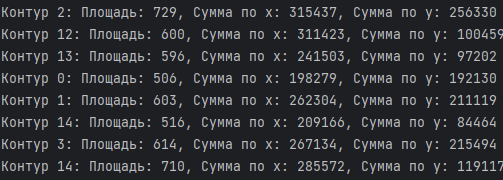 Контур 2: Площадь: 729, Сумма по x: 315437, Сумма по y: 256330
Контур 12: Площадь: 600, Сумма по x: 311423, Сумма по y: 100459
Контур 13: Площадь: 596, Сумма по x: 241503, Сумма по y: 97202
Контур 0: Площадь: 506, Сумма по x: 198279, Сумма по y: 192130
Контур 1: Площадь: 603, Сумма по x: 262304, Сумма по y: 211119
Контур 14: Площадь: 516, Сумма по x: 209166, Сумма по y: 84464
Контур 3: Площадь: 614, Сумма по x: 267134, Сумма по y: 215494
Контур 14: Площадь: 710, Сумма по x: 285572, Сумма по y: 119117